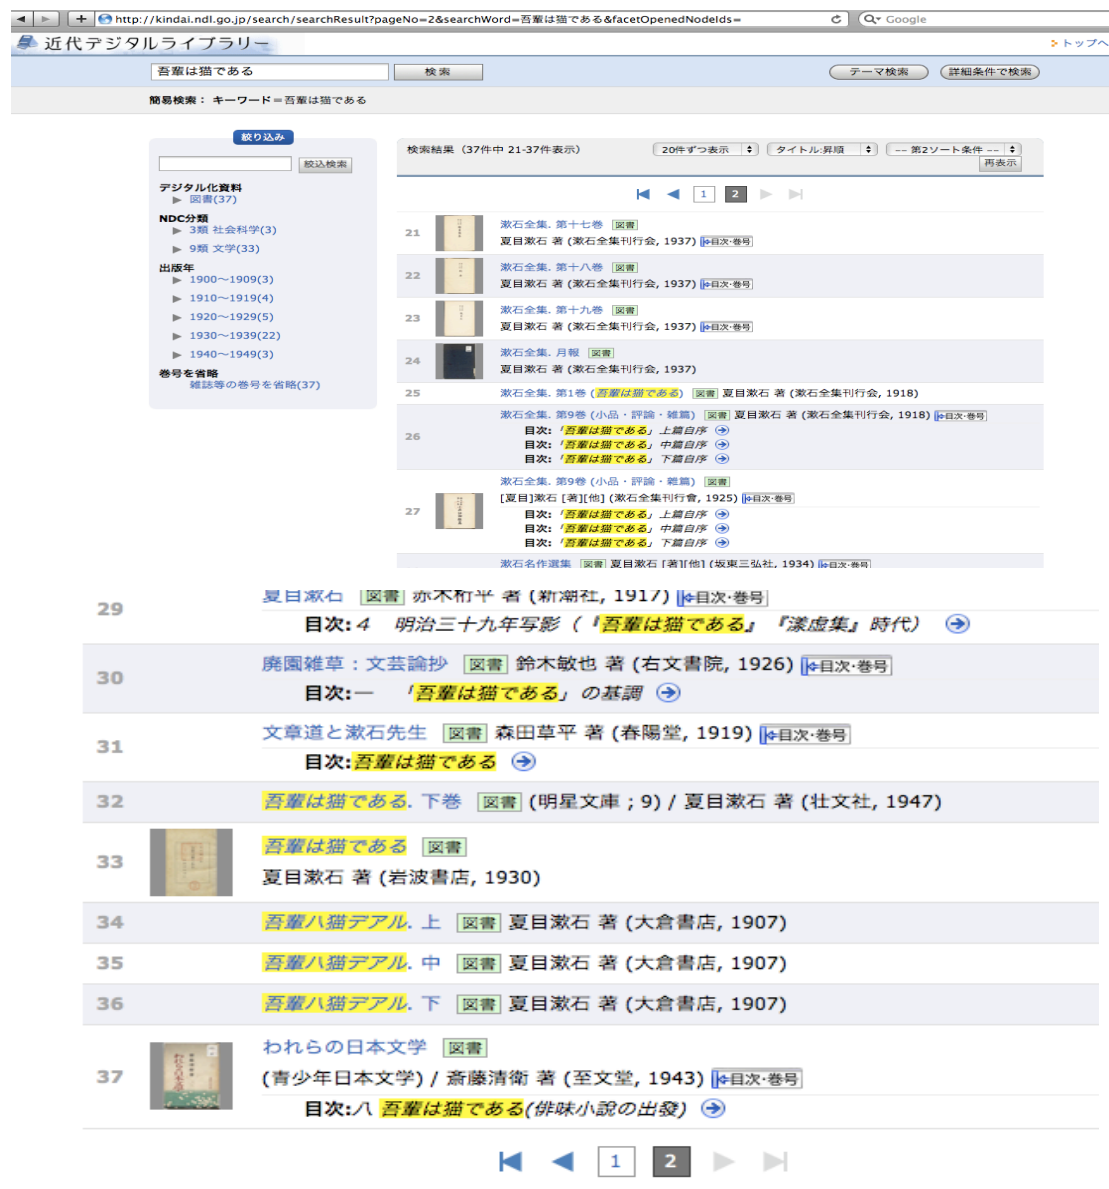 http://kindai.ndl.go.jp/search/searchResult?pageNo=2&searchWord=吾輩は猫である&facetOpenedNodeIds=
Google
近代デジタルライブラリー
トップへ
吾輩は猫である
検索
テーマ検索
詳細条件で検索
簡易検索： キーワード＝吾輩は猫である
絞り込み
絞込検索
デジタル化資料
図書(37)
NDC分類
3類 社会科学(3)
9類 文学(33)
出版年
1900～1909(3)
1910～1919(4)
1920～1929(5)
1930～1939(22)
1940～1949(3)
巻号を省略
雑誌等の巻号を省略(37)
検索結果（37件中 21-37件表示）
20件ずつ表示
タイトル:昇順
-- 第2ソート条件 --
再表示
1 2
21
漱石全集. 第十七巻 図書
夏目漱石 著 (漱石全集刊行会, 1937) 目次・巻号
22
漱石全集. 第十八巻 図書
夏目漱石 著 (漱石全集刊行会, 1937) 目次・巻号
23
漱石全集. 第十九巻 図書
夏目漱石 著 (漱石全集刊行会, 1937) 目次・巻号
24
漱石全集. 月報 図書
夏目漱石 著 (漱石全集刊行会, 1937)
25 漱石全集. 第1巻 (吾輩は猫である) 図書 夏目漱石 著 (漱石全集刊行会, 1918)
26
漱石全集. 第9巻 (小品・評論・雑篇) 図書 夏目漱石 著 (漱石全集刊行会, 1918) 目次・巻号
目次:「吾輩は猫である」上篇自序
目次:「吾輩は猫である」中篇自序
目次:「吾輩は猫である」下篇自序
27
漱石全集. 第9巻 (小品・評論・雑篇) 図書
[夏目]漱石 [著][他] (漱石全集刊行會, 1925) 目次・巻号
目次:「吾輩は猫である」上篇自序
目次:「吾輩は猫である」中篇自序
目次:「吾輩は猫である」下篇自序
漱石名作選集 図書 夏目漱石 [著][他] (坂東三弘社, 1934) 目次・巻号
29
夏目漱石 図書 赤木桁平 著 (新潮社, 1917) 目次・巻号
目次:4 明治三十九年写影（『吾輩は猫である』『漾虚集』時代）
30
廃園雑草 : 文芸論抄 図書 鈴木敏也 著 (右文書院, 1926) 目次・巻号
目次:一 「吾輩は猫である」の基調
31
文章道と漱石先生 図書 森田草平 著 (春陽堂, 1919) 目次・巻号
目次:吾輩は猫である
32 吾輩は猫である. 下巻 図書 (明星文庫 ; 9) / 夏目漱石 著 (壮文社, 1947)
33
吾輩は猫である 図書
夏目漱石 著 (岩波書店, 1930)
34 吾輩ハ猫デアル. 上 図書 夏目漱石 著 (大倉書店, 1907)
35 吾輩ハ猫デアル. 中 図書 夏目漱石 著 (大倉書店, 1907)
36 吾輩ハ猫デアル. 下 図書 夏目漱石 著 (大倉書店, 1907)
37
われらの日本文学 図書
(青少年日本文学) / 斎藤清衛 著 (至文堂, 1943) 目次・巻号
目次:八 吾輩は猫である(俳味小説の出發)
1 2